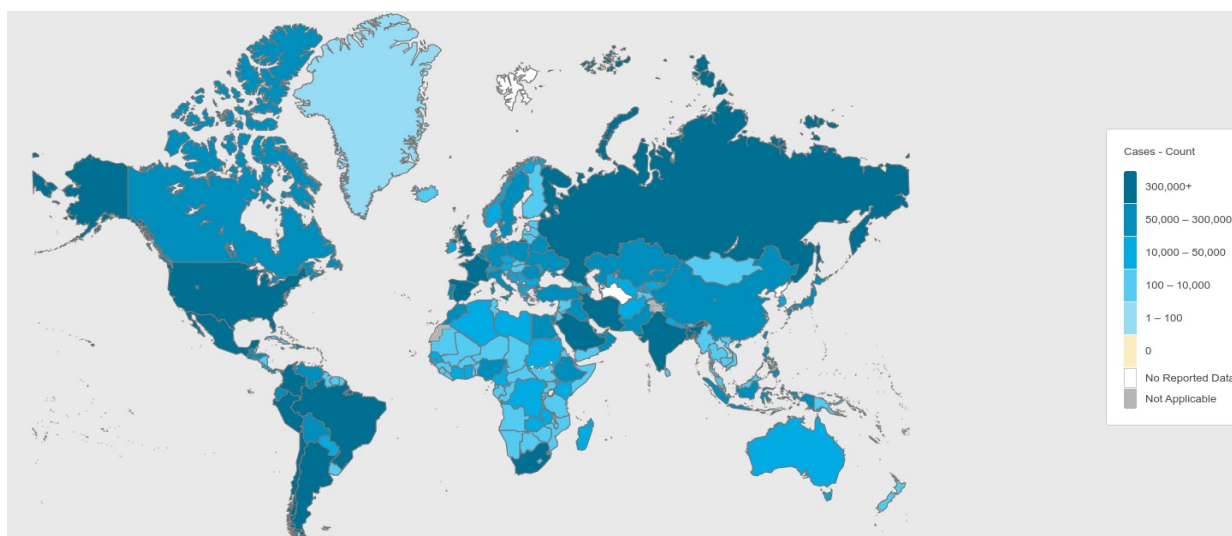 Cases - Count
300,000+
50,000 – 300,000
10,000 – 50,000
100 – 10,000
1 – 100
0
No Reported Data
Not Applicable